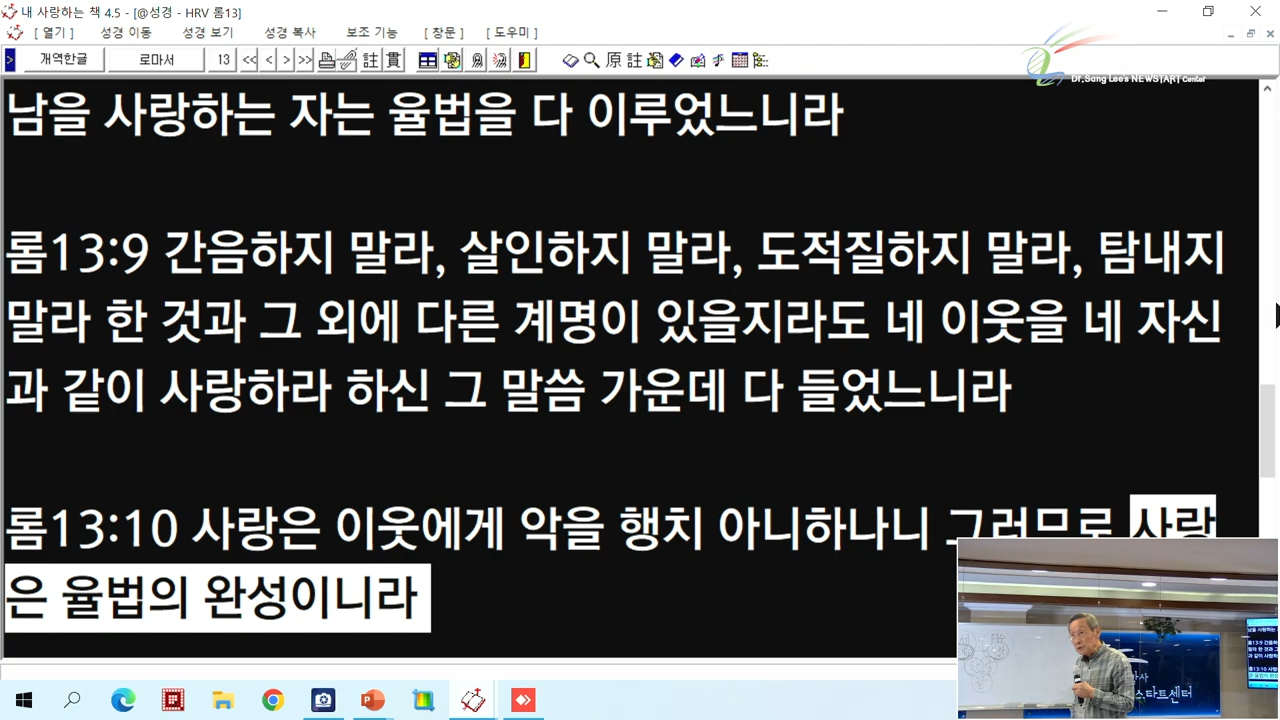 내 사랑하는 책 4.5 - [@성경 - HRV 롬13]
[ 열기 ] 성경 이동 성경 보기 성경 복사 보조 기능 [ 창문 ] [ 도우미 ]
개역한글 로마서 13 << < > >> 註 貫 原 註
Dr.Sang Lee's NEWSTART Center
남을 사랑하는 자는 율법을 다 이루었느니라
롬13:9 간음하지 말라, 살인하지 말라, 도적질하지 말라, 탐내지
말라 한 것과 그 외에 다른 계명이 있을지라도 네 이웃을 네 자신
과 같이 사랑하라 하신 그 말씀 가운데 다 들었느니라
롬13:10 사랑은 이웃에게 악을 행치 아니하나니 그러므로 사랑
은 율법의 완성이니라